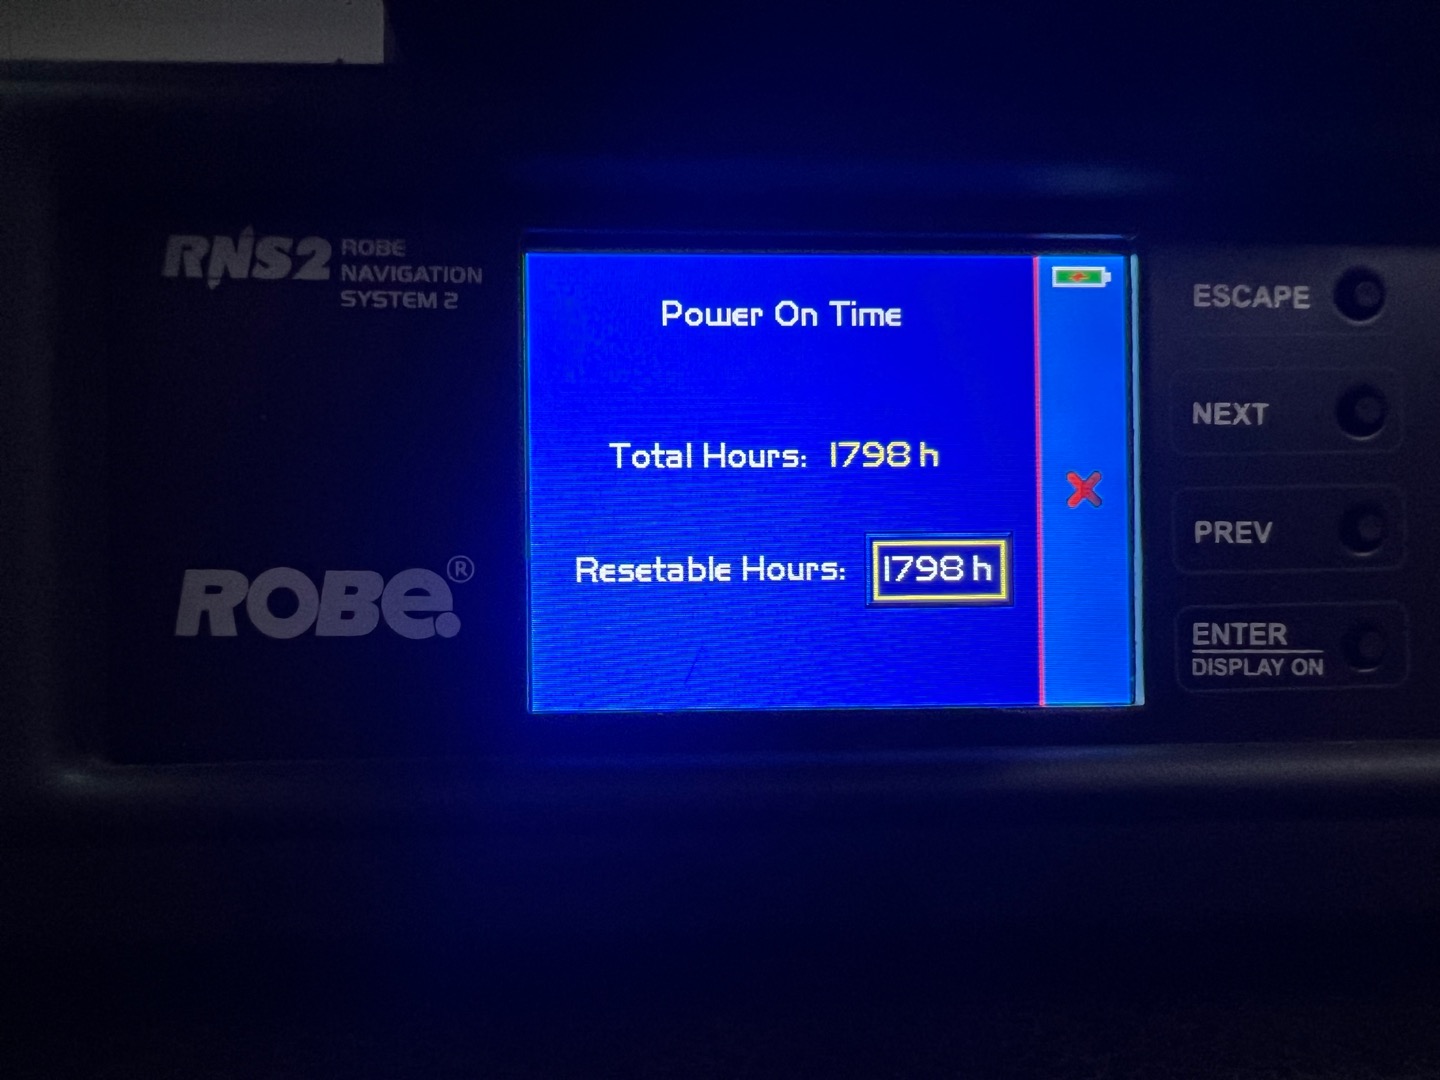 RNS2 ROBE
NAVIGATION
SYSTEM 2
ROBE®
Power On Time
Total Hours: 1798 h
Resetable Hours: 1798 h
ESCAPE
NEXT
PREV
ENTER
DISPLAY ON